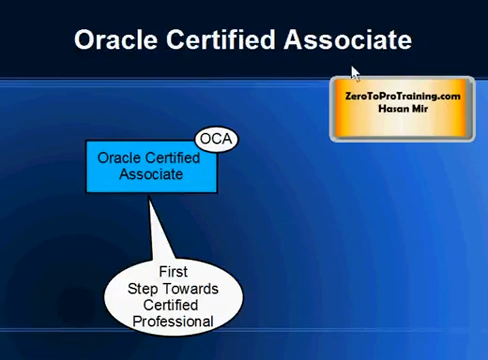 Oracle Certified Associate
ZeroToProTraining.com
Hasan Mir
OCA
Oracle Certified
Associate
First
Step Towards
Certified
Professional